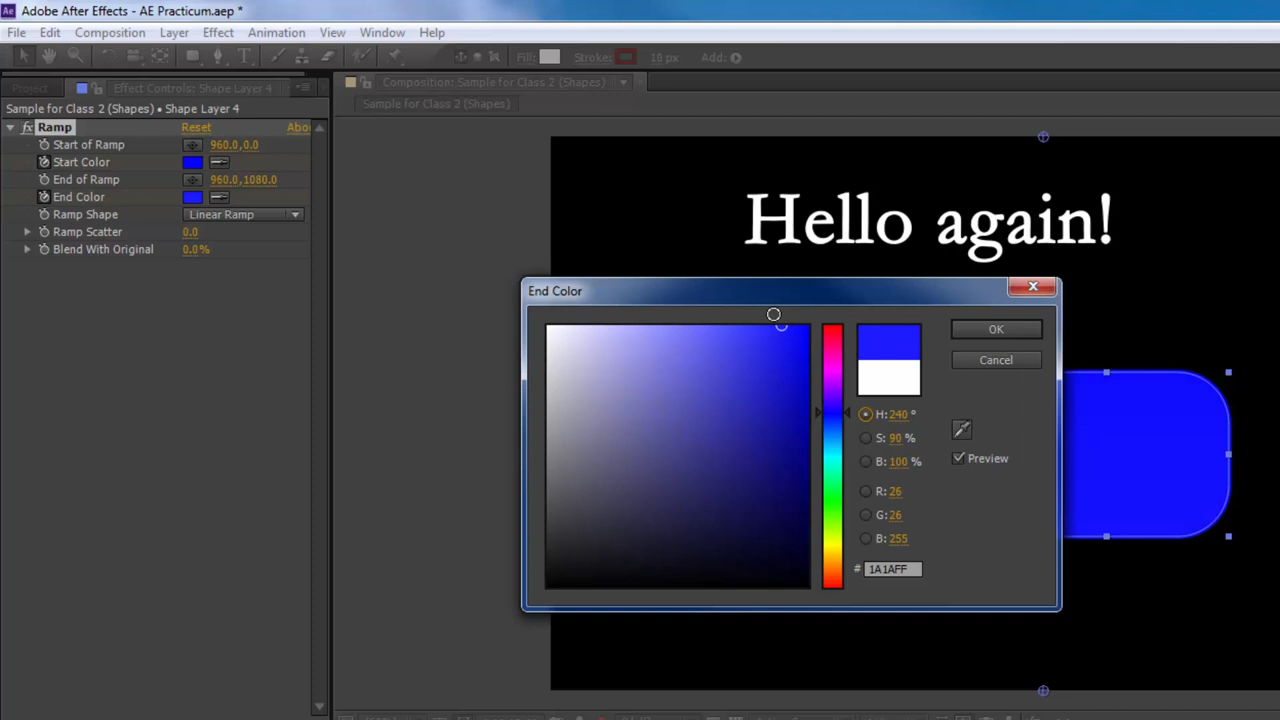 Adobe After Effects - AE Practicum.aep *
File Edit Composition Layer Effect Animation View Window Help
Fill: Stroke: 10 px Add:
Project Effect Controls: Shape Layer 4 Composition: Sample for Class 2 (Shapes)
Sample for Class 2 (Shapes) • Shape Layer 4 Sample for Class 2 (Shapes)
fx Ramp Reset Abo
Start of Ramp 960.0,0.0
Start Color
End of Ramp 960.0,1080.0
End Color
Ramp Shape Linear Ramp
Ramp Scatter 0.0
Blend With Original 0.0%
Hello again!
End Color
OK
Cancel
H: 240 °
S: 90 %
B: 100 %
Preview
R: 26
G: 26
B: 255
# 1A1AFF